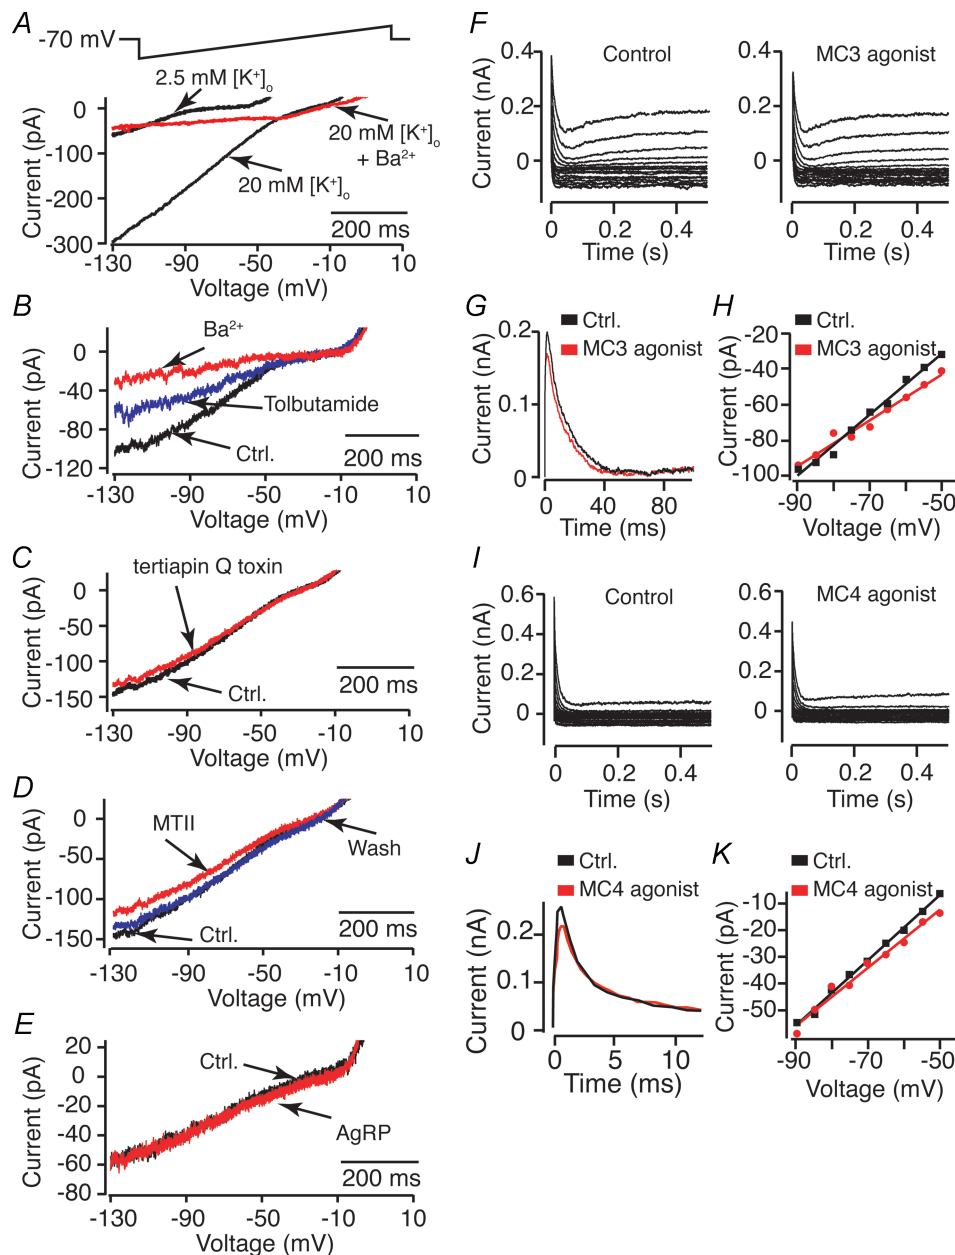 A
-70 mV
2.5 mM [K+]o
0
-100
-200
-300
Current (pA)
20 mM [K+]o
+ Ba2+
20 mM [K+]o
200 ms
-130 -90 -50 -10 10
Voltage (mV)
B
Ba2+
0
-40
-80
-120
Current (pA)
Tolbutamide
Ctrl.
200 ms
-130 -90 -50 -10 10
Voltage (mV)
C
tertiapin Q toxin
0
-50
-100
-150
Current (pA)
Ctrl.
200 ms
-130 -90 -50 -10 10
Voltage (mV)
D
MTII
0
-50
-100
-150
Current (pA)
Wash
Ctrl.
200 ms
-130 -90 -50 -10 10
Voltage (mV)
E
20
0
-20
-40
-60
-80
Current (pA)
Ctrl.
AgRP
200 ms
-130 -90 -50 -10 10
Voltage (mV)
F
Control
0.4
0.2
0
Current (nA)
0 0.2 0.4
Time (s)
MC3 agonist
0.4
0.2
0
Current (nA)
0 0.2 0.4
Time (s)
G
Ctrl.
MC3 agonist
0.2
0.1
0
Current (nA)
0 40 80
Time (ms)
H
Ctrl.
MC3 agonist
-20
-40
-60
-80
-100
Current (pA)
-90 -70 -50
Voltage (mV)
I
Control
0.6
0.4
0.2
0
Current (nA)
0 0.2 0.4
Time (s)
MC4 agonist
0.6
0.4
0.2
0
Current (nA)
0 0.2 0.4
Time (s)
J
Ctrl.
MC4 agonist
0.2
0.1
0
Current (nA)
0 5 10
Time (ms)
K
Ctrl.
MC4 agonist
-10
-30
-50
Current (pA)
-90 -70 -50
Voltage (mV)